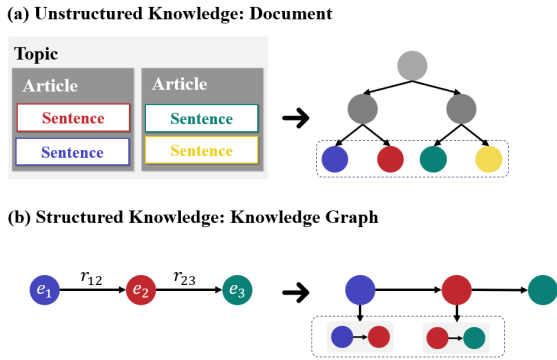 (a) Unstructured Knowledge: Document
Topic
Article Article
Sentence Sentence
Sentence Sentence
(b) Structured Knowledge: Knowledge Graph
r₁₂ r₂₃
e₁ e₂ e₃